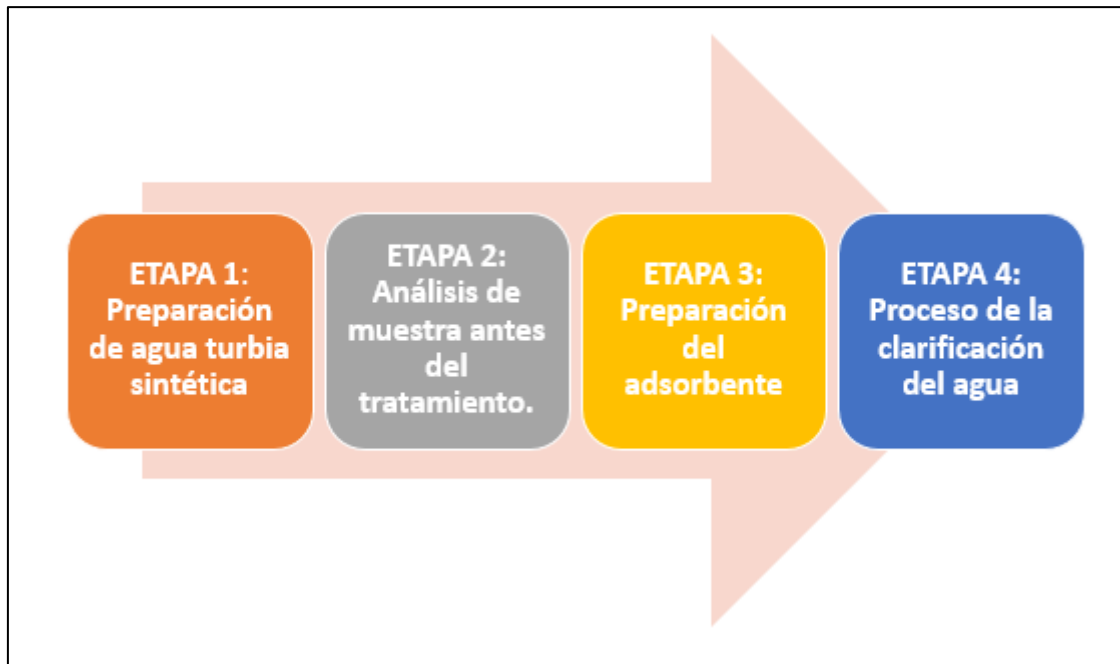 ETAPA 1:
Preparación
de agua turbia
sintética
ETAPA 2:
Análisis de
muestra antes
del
tratamiento.
ETAPA 3:
Preparación
del
adsorbente
ETAPA 4:
Proceso de la
clarificación
del agua